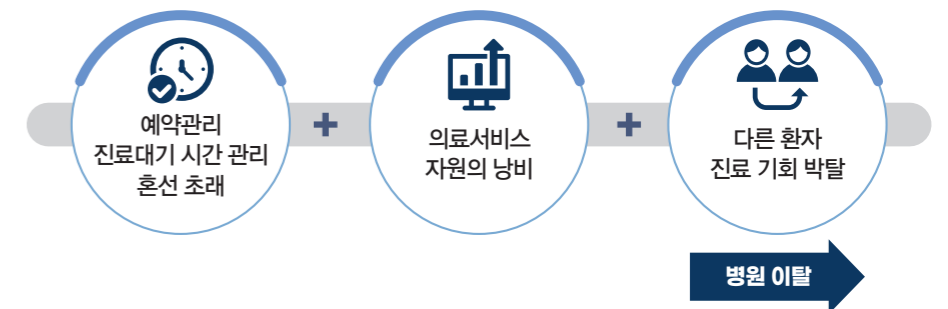 예약관리
진료대기 시간 관리
혼선 초래
+
의료서비스
자원의 낭비
+
다른 환자
진료 기회 박탈
병원 이탈